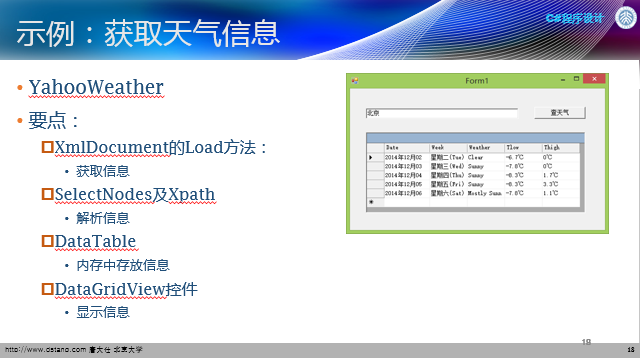 C#程序设计
示例：获取天气信息
• YahooWeather
• 要点：
XmlDocument的Load方法：
• 获取信息
SelectNodes及Xpath
• 解析信息
DataTable
• 内存中存放信息
DataGridView控件
• 显示信息
Form1
北京
查天气
Date Week Weather Tlow Thigh
2014年12月02 星期二(Tue) Clear -6.7℃ 0℃
2014年12月03 星期三(Wed) Sunny -7.8℃ 0℃
2014年12月04 星期四(Thu) Sunny -8.3℃ 1.7℃
2014年12月05 星期五(Fri) Sunny -8.3℃ 3.3℃
2014年12月06 星期六(Sat) Mostly Sunn -7.8℃ 1.1℃
18
http://www.dstang.com 唐大仕 北京大学
18